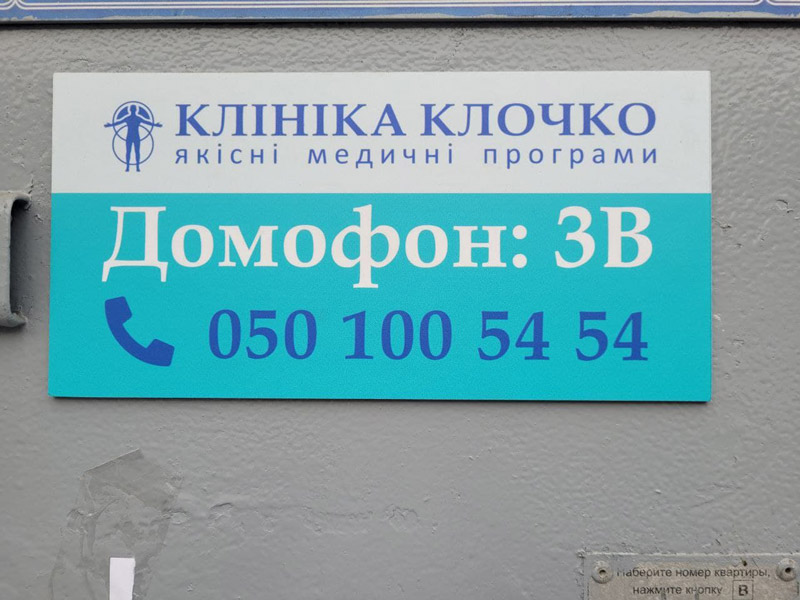 КЛІНІКА КЛОЧКО
якісні медичні програми
Домофон: 3В
050 100 54 54
Наберите номер квартиры,
нажмите кнопку В